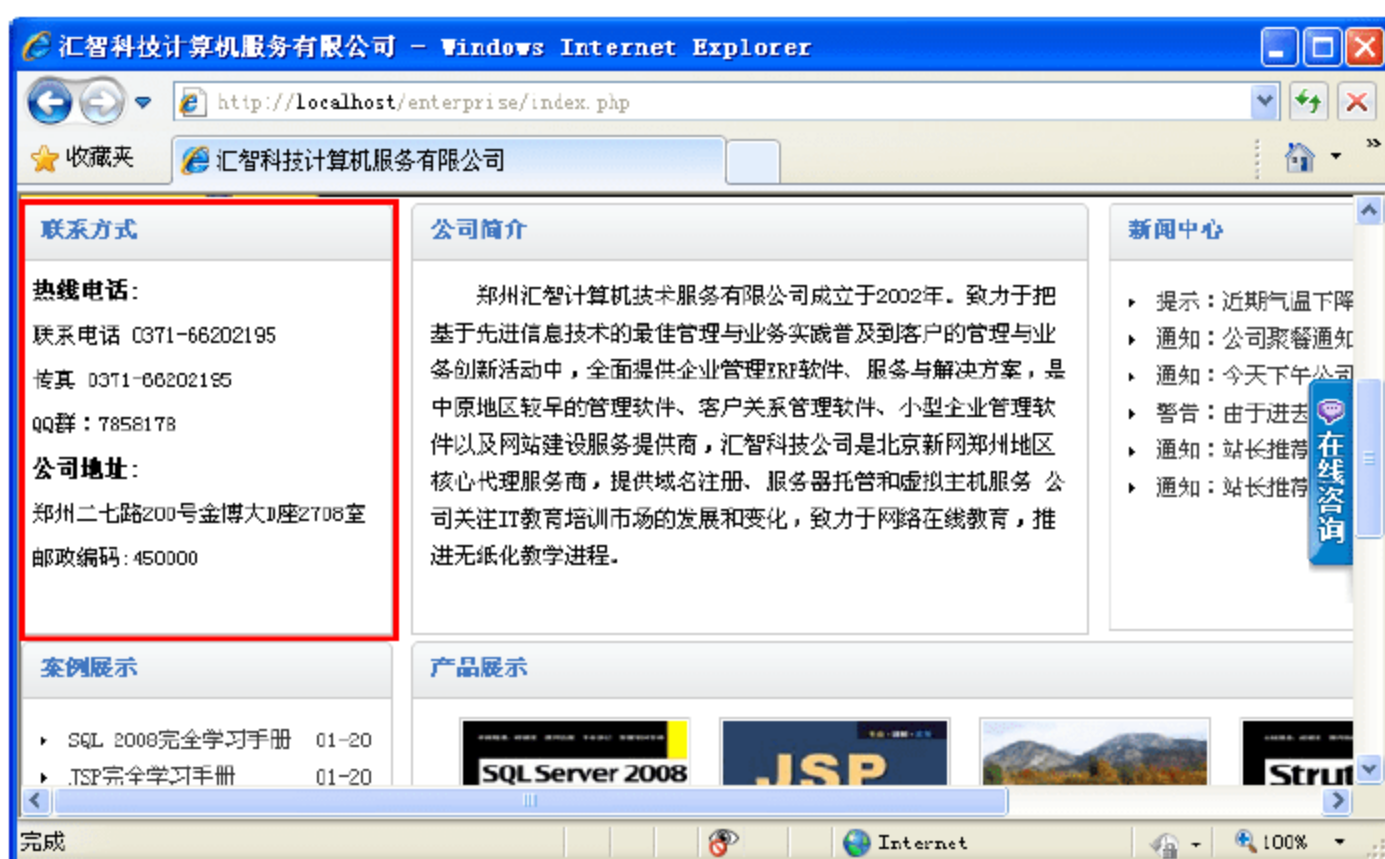 汇智科技计算机服务有限公司 - Windows Internet Explorer
http://localhost/enterprise/index.php
收藏夹
汇智科技计算机服务有限公司
联系方式
热线电话:
联系电话 0371-66202195
传真 0371-66202195
QQ群：7858178
公司地址:
郑州二七路200号金博大D座2708室
邮政编码:450000
公司简介
郑州汇智计算机技术服务有限公司成立于2002年。致力于把
基于先进信息技术的最佳管理与业务实践普及到客户的管理与业
务创新活动中，全面提供企业管理ERP软件、服务与解决方案，是
中原地区较早的管理软件、客户关系管理软件、小型企业管理软
件以及网站建设服务提供商，汇智科技公司是北京新网郑州地区
核心代理服务商，提供域名注册、服务器托管和虚拟主机服务 公
司关注IT教育培训市场的发展和变化，致力于网络在线教育，推
进无纸化教学进程。
新闻中心
提示：近期气温下降
通知：公司聚餐通知
通知：今天下午公司
警告：由于进去
通知：站长推荐
通知：站长推荐
在线咨询
案例展示
SQL 2008完全学习手册 01-20
JSP完全学习手册 01-20
产品展示
SQL Server 2008
JSP
Strut
完成
Internet
100%